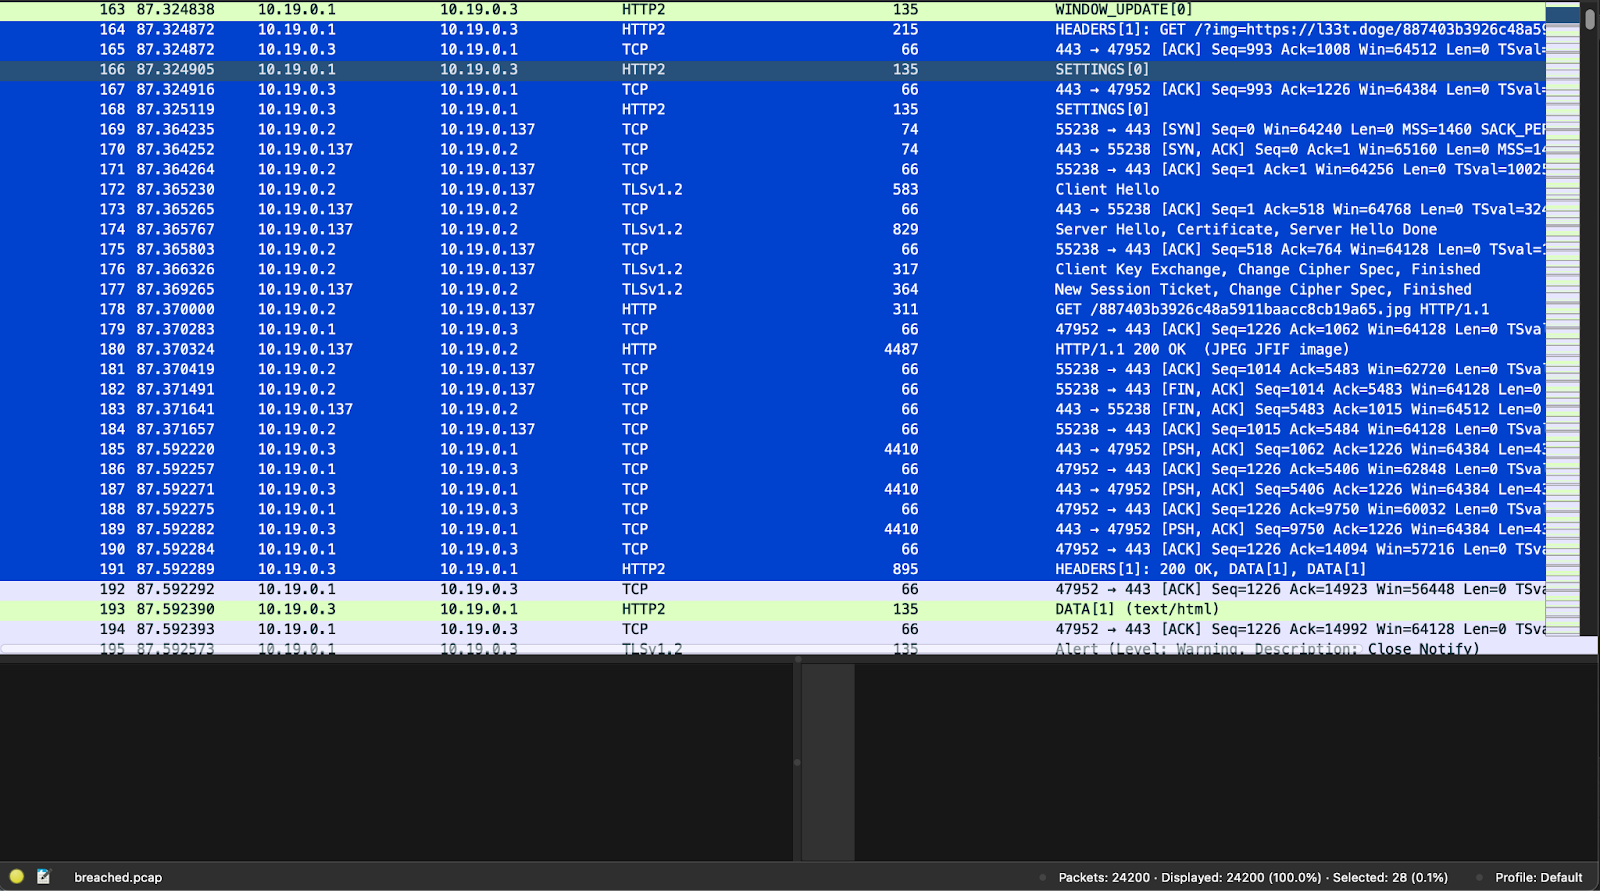 163 87.324838 10.19.0.1 10.19.0.3 HTTP2 135 WINDOW_UPDATE[0]
164 87.324872 10.19.0.1 10.19.0.3 HTTP2 215 HEADERS[1]: GET /?img=https://l33t.doge/887403b3926c48a59
165 87.324893 10.19.0.3 10.19.0.1 TCP 66 443 → 47952 [ACK] Seq=993 Ack=1008 Win=64512 Len=0 TSval=
166 87.324905 10.19.0.1 10.19.0.3 HTTP2 135 SETTINGS[0]
167 87.324916 10.19.0.3 10.19.0.1 TCP 66 443 → 47952 [ACK] Seq=993 Ack=1226 Win=64384 Len=0 TSval=
168 87.325119 10.19.0.3 10.19.0.1 HTTP2 135 SETTINGS[0]
169 87.364235 10.19.0.2 10.19.0.137 TCP 74 55238 → 443 [SYN] Seq=0 Win=64240 Len=0 MSS=1460 SACK_PER
170 87.364252 10.19.0.137 10.19.0.2 TCP 74 443 → 55238 [SYN, ACK] Seq=0 Ack=1 Win=65160 Len=0 MSS=14
171 87.364264 10.19.0.2 10.19.0.137 TCP 66 55238 → 443 [ACK] Seq=1 Ack=1 Win=64256 Len=0 TSval=10025
172 87.365230 10.19.0.2 10.19.0.137 TLSv1.2 583 Client Hello
173 87.365265 10.19.0.137 10.19.0.2 TCP 66 443 → 55238 [ACK] Seq=1 Ack=518 Win=64768 Len=0 TSval=324
174 87.365767 10.19.0.137 10.19.0.2 TLSv1.2 829 Server Hello, Certificate, Server Hello Done
175 87.365803 10.19.0.2 10.19.0.137 TCP 66 55238 → 443 [ACK] Seq=518 Ack=764 Win=64128 Len=0 TSval=1
176 87.366326 10.19.0.2 10.19.0.137 TLSv1.2 317 Client Key Exchange, Change Cipher Spec, Finished
177 87.369265 10.19.0.137 10.19.0.2 TLSv1.2 364 New Session Ticket, Change Cipher Spec, Finished
178 87.370000 10.19.0.2 10.19.0.137 HTTP 311 GET /887403b3926c48a5911baacc8cb19a65.jpg HTTP/1.1
179 87.370283 10.19.0.1 10.19.0.3 TCP 66 47952 → 443 [ACK] Seq=1226 Ack=1062 Win=64128 Len=0 TSva
180 87.370324 10.19.0.137 10.19.0.2 HTTP 4487 HTTP/1.1 200 OK (JPEG JFIF image)
181 87.370419 10.19.0.2 10.19.0.137 TCP 66 55238 → 443 [ACK] Seq=1014 Ack=5483 Win=62720 Len=0 TSva
182 87.371491 10.19.0.2 10.19.0.137 TCP 66 55238 → 443 [FIN, ACK] Seq=1014 Ack=5483 Win=64128 Len=0
183 87.371641 10.19.0.137 10.19.0.2 TCP 66 443 → 55238 [FIN, ACK] Seq=5483 Ack=1015 Win=64512 Len=0
184 87.371657 10.19.0.2 10.19.0.137 TCP 66 55238 → 443 [ACK] Seq=1015 Ack=5484 Win=64128 Len=0 TSva
185 87.592220 10.19.0.3 10.19.0.1 TCP 4410 443 → 47952 [PSH, ACK] Seq=1062 Ack=1226 Win=64384 Len=43
186 87.592257 10.19.0.1 10.19.0.3 TCP 66 47952 → 443 [ACK] Seq=1226 Ack=5406 Win=62848 Len=0 TSva
187 87.592271 10.19.0.3 10.19.0.1 TCP 4410 443 → 47952 [PSH, ACK] Seq=5406 Ack=1226 Win=64384 Len=43
188 87.592275 10.19.0.1 10.19.0.3 TCP 66 47952 → 443 [ACK] Seq=1226 Ack=9750 Win=60032 Len=0 TSva
189 87.592282 10.19.0.3 10.19.0.1 TCP 4410 443 → 47952 [PSH, ACK] Seq=9750 Ack=1226 Win=64384 Len=43
190 87.592284 10.19.0.1 10.19.0.3 TCP 66 47952 → 443 [ACK] Seq=1226 Ack=14094 Win=57216 Len=0 TSv
191 87.592289 10.19.0.3 10.19.0.1 HTTP2 895 HEADERS[1]: 200 OK, DATA[1], DATA[1]
192 87.592292 10.19.0.1 10.19.0.3 TCP 66 47952 → 443 [ACK] Seq=1226 Ack=14923 Win=56448 Len=0 TSv
193 87.592390 10.19.0.3 10.19.0.1 HTTP2 135 DATA[1] (text/html)
194 87.592393 10.19.0.1 10.19.0.3 TCP 66 47952 → 443 [ACK] Seq=1226 Ack=14992 Win=64128 Len=0 TSv
195 87.592573 10.19.0.1 10.19.0.3 TLSv1.2 135 Alert (Level: Warning, Description: Close Notify)
breached.pcap Packets: 24200 · Displayed: 24200 (100.0%) · Selected: 28 (0.1%) Profile: Default